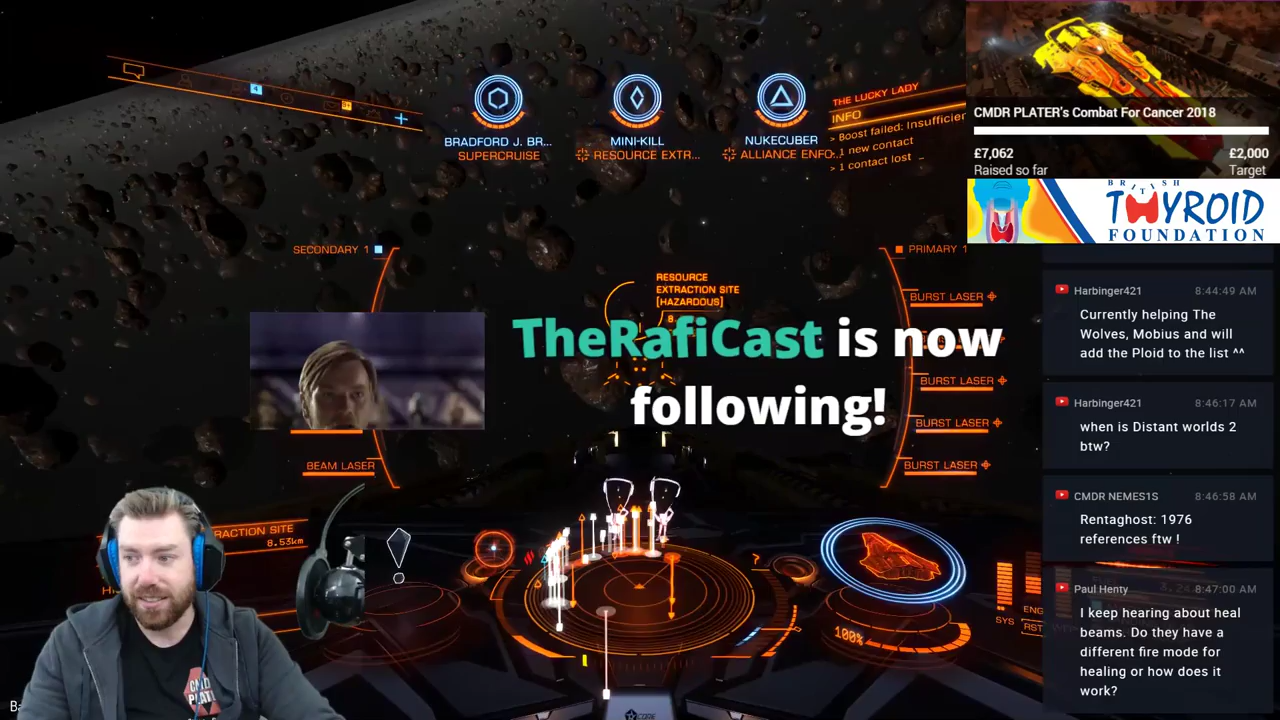 CMDR PLATER's Combat For Cancer 2018
£7,062
£2,000
Raised so far
Target
BRITISH
THYROID
FOUNDATION
THE LUCKY LADY
INFO
> Boost failed: Insufficien
> 1 new contact
> 1 contact lost _
BRADFORD J. BR...
SUPERCRUISE
MINI-KILL
RESOURCE EXTR...
NUKECUBER
ALLIANCE ENFO...
SECONDARY 1
PRIMARY 1
RESOURCE
EXTRACTION SITE
[HAZARDOUS]
8.
BURST LASER
BURST LASER
BURST LASER
BURST LASER
BEAM LASER
TheRafiCast is now
following!
RACTION SITE
8.53km
100%
SYS
ENG
RST
CORE
CMD
PLAT
Harbinger421
8:44:49 AM
Currently helping The
Wolves, Mobius and will
add the Ploid to the list ^^
Harbinger421
8:46:17 AM
when is Distant worlds 2
btw?
CMDR NEMES1S
8:46:58 AM
Rentaghost: 1976
references ftw !
Paul Henty
8:47:00 AM
I keep hearing about heal
beams. Do they have a
different fire mode for
healing or how does it
work?